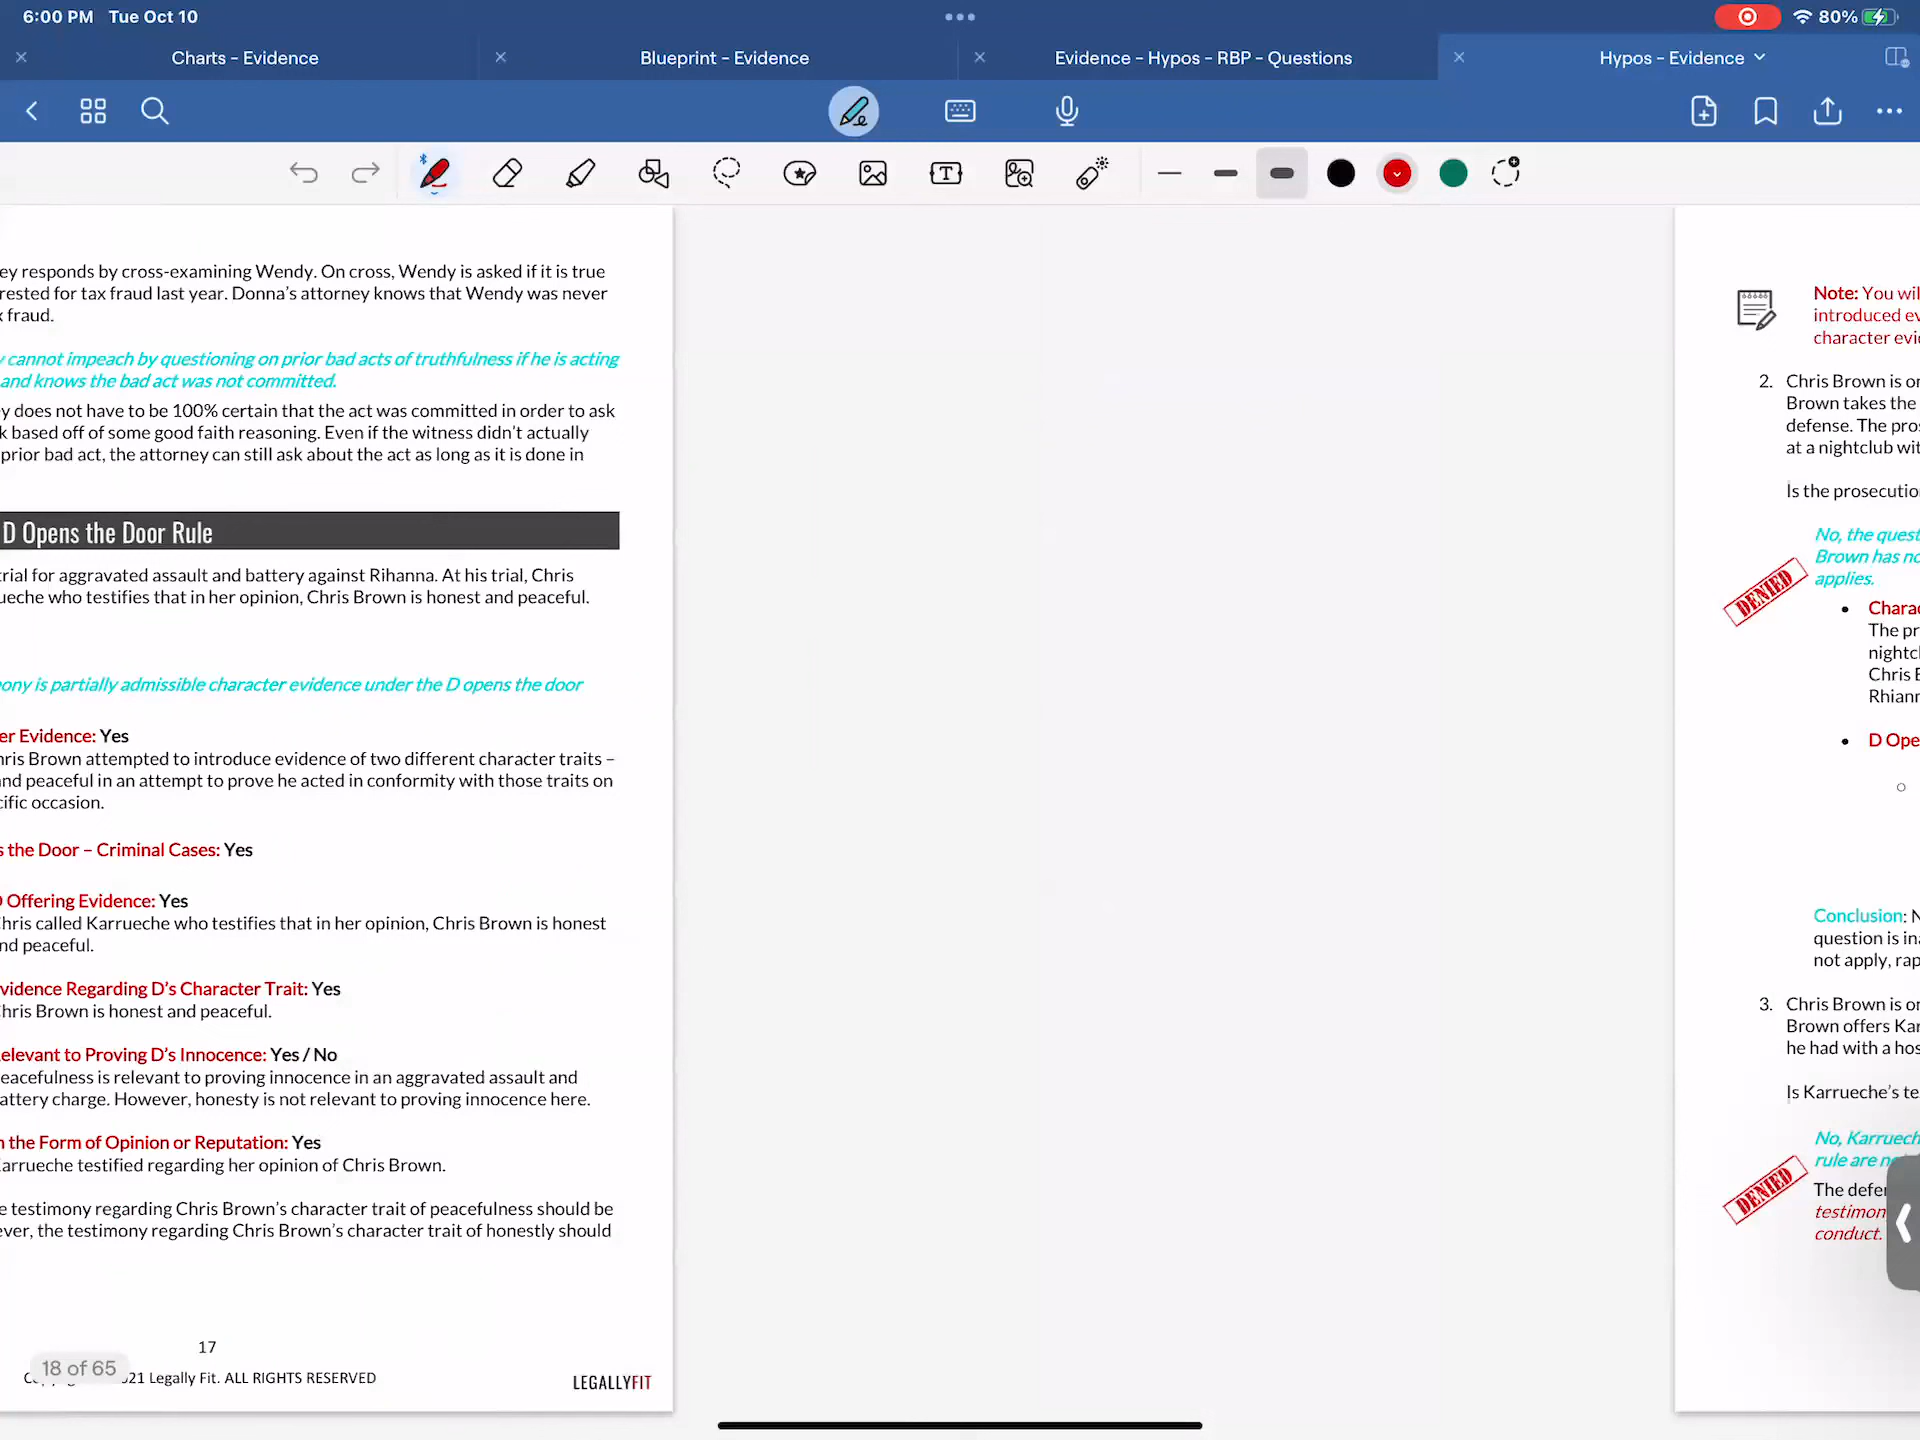 6:00 PM Tue Oct 10
80%
Charts - Evidence
Blueprint - Evidence
Evidence - Hypos - RBP - Questions
Hypos - Evidence
ey responds by cross-examining Wendy. On cross, Wendy is asked if it is true
rested for tax fraud last year. Donna's attorney knows that Wendy was never
x fraud.
y cannot impeach by questioning on prior bad acts of truthfulness if he is acting
and knows the bad act was not committed.
y does not have to be 100% certain that the act was committed in order to ask
k based off of some good faith reasoning. Even if the witness didn't actually
prior bad act, the attorney can still ask about the act as long as it is done in
D Opens the Door Rule
trial for aggravated assault and battery against Rihanna. At his trial, Chris
ueche who testifies that in her opinion, Chris Brown is honest and peaceful.
ony is partially admissible character evidence under the D opens the door
er Evidence: Yes
hris Brown attempted to introduce evidence of two different character traits –
and peaceful in an attempt to prove he acted in conformity with those traits on
cific occasion.
s the Door – Criminal Cases: Yes
D Offering Evidence: Yes
Chris called Karrueche who testifies that in her opinion, Chris Brown is honest
and peaceful.
vidence Regarding D's Character Trait: Yes
Chris Brown is honest and peaceful.
elevant to Proving D's Innocence: Yes / No
eacefulness is relevant to proving innocence in an aggravated assault and
attery charge. However, honesty is not relevant to proving innocence here.
n the Form of Opinion or Reputation: Yes
Karrueche testified regarding her opinion of Chris Brown.
e testimony regarding Chris Brown's character trait of peacefulness should be
ever, the testimony regarding Chris Brown's character trait of honestly should
17
18 of 65
21 Legally Fit. ALL RIGHTS RESERVED
LEGALLYFIT
Note: You wil
introduced ev
character evi
2. Chris Brown is o
Brown takes the
defense. The pro
at a nightclub wi
Is the prosecutio
No, the quest
Brown has no
applies.
DENIED
• Charac
The pr
nightcl
Chris B
Rhiann
• D Ope
Conclusion: N
question is ina
not apply, rap
3. Chris Brown is o
Brown offers Kar
he had with a hos
Is Karrueche's te
No, Karruech
rule are n
DENIED
The defe
testimon
conduct.